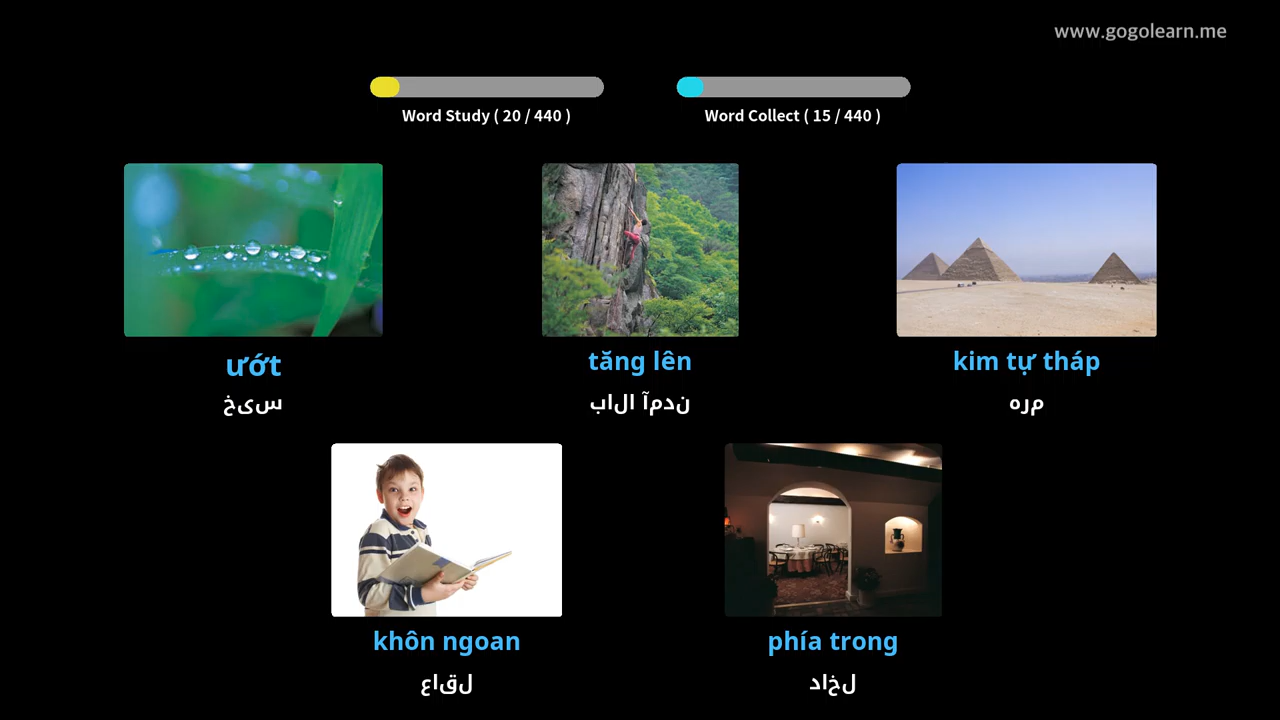 www.gogolearn.me
Word Study ( 20 / 440 )
Word Collect ( 15 / 440 )
ướt
سیخ
tăng lên
ندمآ الاب
kim tự tháp
مره
khôn ngoan
لقاع
phía trong
لخاد